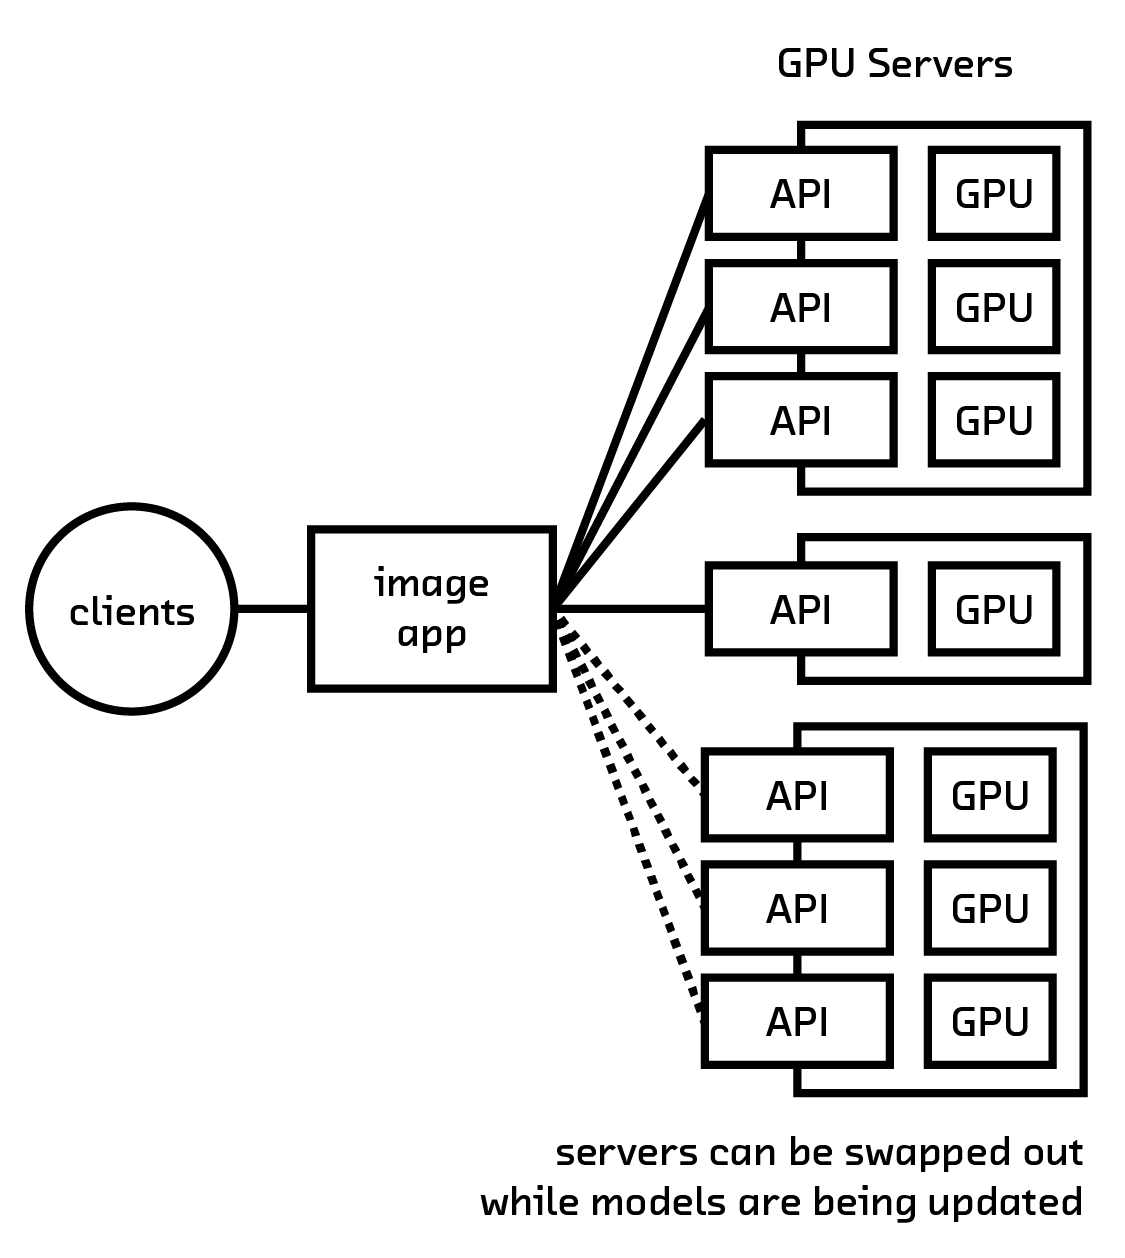 GPU Servers
API GPU
API GPU
API GPU
clients
image
app
API GPU
API GPU
API GPU
API GPU
servers can be swapped out
while models are being updated